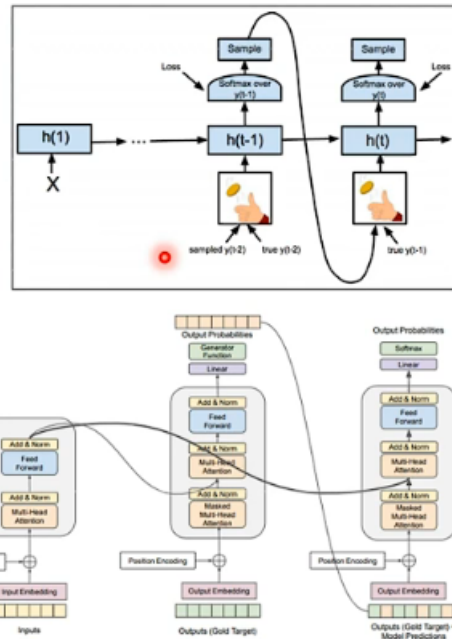 Sample
Sample
Loss
Softmax over
y(t-1)
Softmax over
y(t)
Loss
h(1)
...
h(t-1)
h(t)
X
sampled y(t-2)
true y(t-2)
true y(t-1)
Output Probabilities
Generator
Function
Linear
Add & Norm
Feed
Forward
Add & Norm
Multi-Head
Attention
Add & Norm
Masked
Multi-Head
Attention
Position Encoding
Output Embedding
Outputs (Gold Target)
Output Probabilities
Softmax
Linear
Add & Norm
Feed
Forward
Add & Norm
Multi-Head
Attention
Add & Norm
Masked
Multi-Head
Attention
Position Encoding
Output Embedding
Outputs (Gold Target) +
Model Predictions
Add & Norm
Feed
Forward
Add & Norm
Multi-Head
Attention
Input Embedding
Inputs